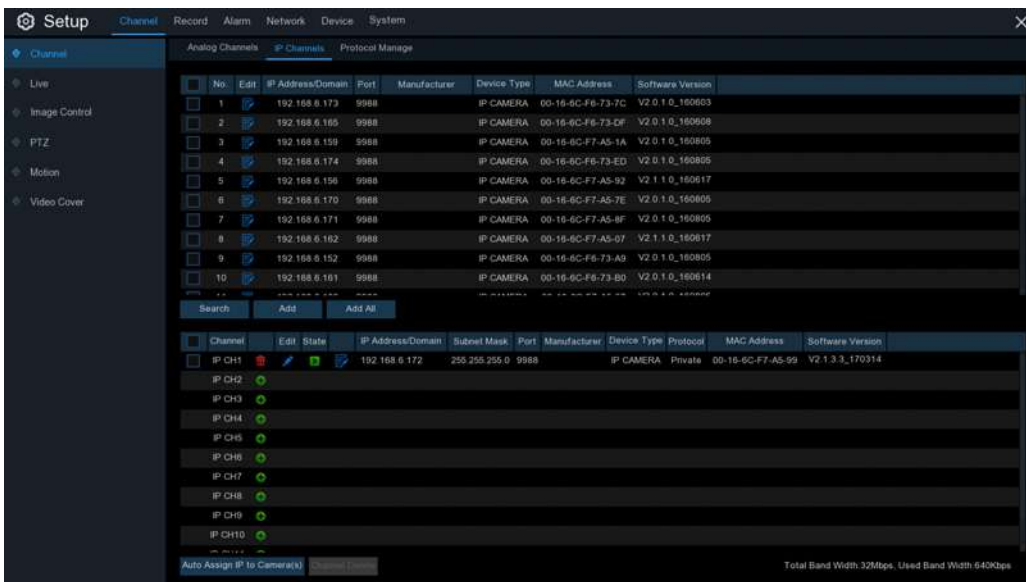 Setup Channel Record Alarm Network Device System
Channel Analog Channels IP Channels Protocol Manage
Live
Image Control
PTZ
Motion
Video Cover
No. Edit IP Address/Domain Port Manufacturer Device Type MAC Address Software Version
1 192.168.6.173 9988 IP CAMERA 00-16-6C-F6-73-7C V2.0.1.0_160603
2 192.168.6.165 9988 IP CAMERA 00-16-6C-F6-73-DF V2.0.1.0_160608
3 192.168.6.159 9988 IP CAMERA 00-16-6C-F7-A5-1A V2.0.1.0_160805
4 192.168.6.174 9988 IP CAMERA 00-16-6C-F6-73-ED V2.0.1.0_160805
5 192.168.6.156 9988 IP CAMERA 00-16-6C-F7-A5-92 V2.1.1.0_160617
6 192.168.6.170 9988 IP CAMERA 00-16-6C-F7-A5-7E V2.0.1.0_160805
7 192.168.6.171 9988 IP CAMERA 00-16-6C-F7-A5-8F V2.0.1.0_160805
8 192.168.6.162 9988 IP CAMERA 00-16-6C-F7-A5-07 V2.1.1.0_160617
9 192.168.6.152 9988 IP CAMERA 00-16-6C-F6-73-A9 V2.0.1.0_160805
10 192.168.6.161 9988 IP CAMERA 00-16-6C-F6-73-B0 V2.0.1.0_160614
Search Add Add All
Channel Edit State IP Address/Domain Subnet Mask Port Manufacturer Device Type Protocol MAC Address Software Version
IP CH1 192.168.6.172 255.255.255.0 9988 IP CAMERA Private 00-16-6C-F7-A5-99 V2.1.3.3_170314
IP CH2
IP CH3
IP CH4
IP CH5
IP CH6
IP CH7
IP CH8
IP CH9
IP CH10
Auto Assign IP to Camera(s) Total Band Width 32Mbps, Used Band Width 640Kbps